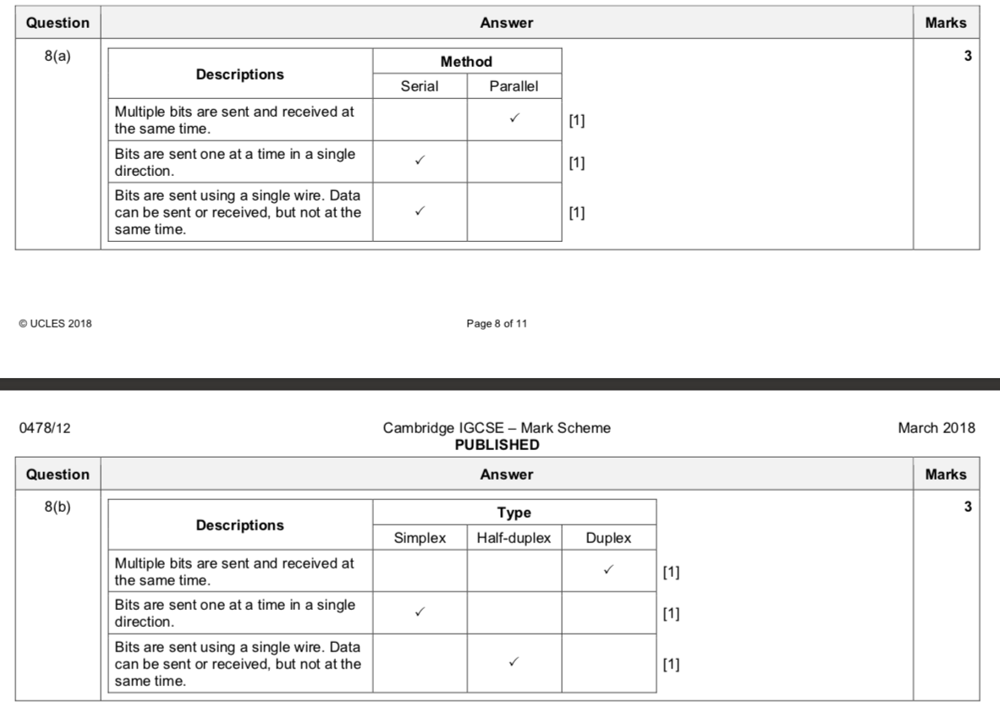 Question Answer Marks
8(a) Descriptions Method 3
Serial Parallel
Multiple bits are sent and received at
the same time. ✓ [1]
Bits are sent one at a time in a single
direction. ✓ [1]
Bits are sent using a single wire. Data
can be sent or received, but not at the
same time. ✓ [1]
© UCLES 2018 Page 8 of 11
0478/12 Cambridge IGCSE – Mark Scheme March 2018
PUBLISHED
Question Answer Marks
8(b) Descriptions Type 3
Simplex Half-duplex Duplex
Multiple bits are sent and received at
the same time. ✓ [1]
Bits are sent one at a time in a single
direction. ✓ [1]
Bits are sent using a single wire. Data
can be sent or received, but not at the
same time. ✓ [1]